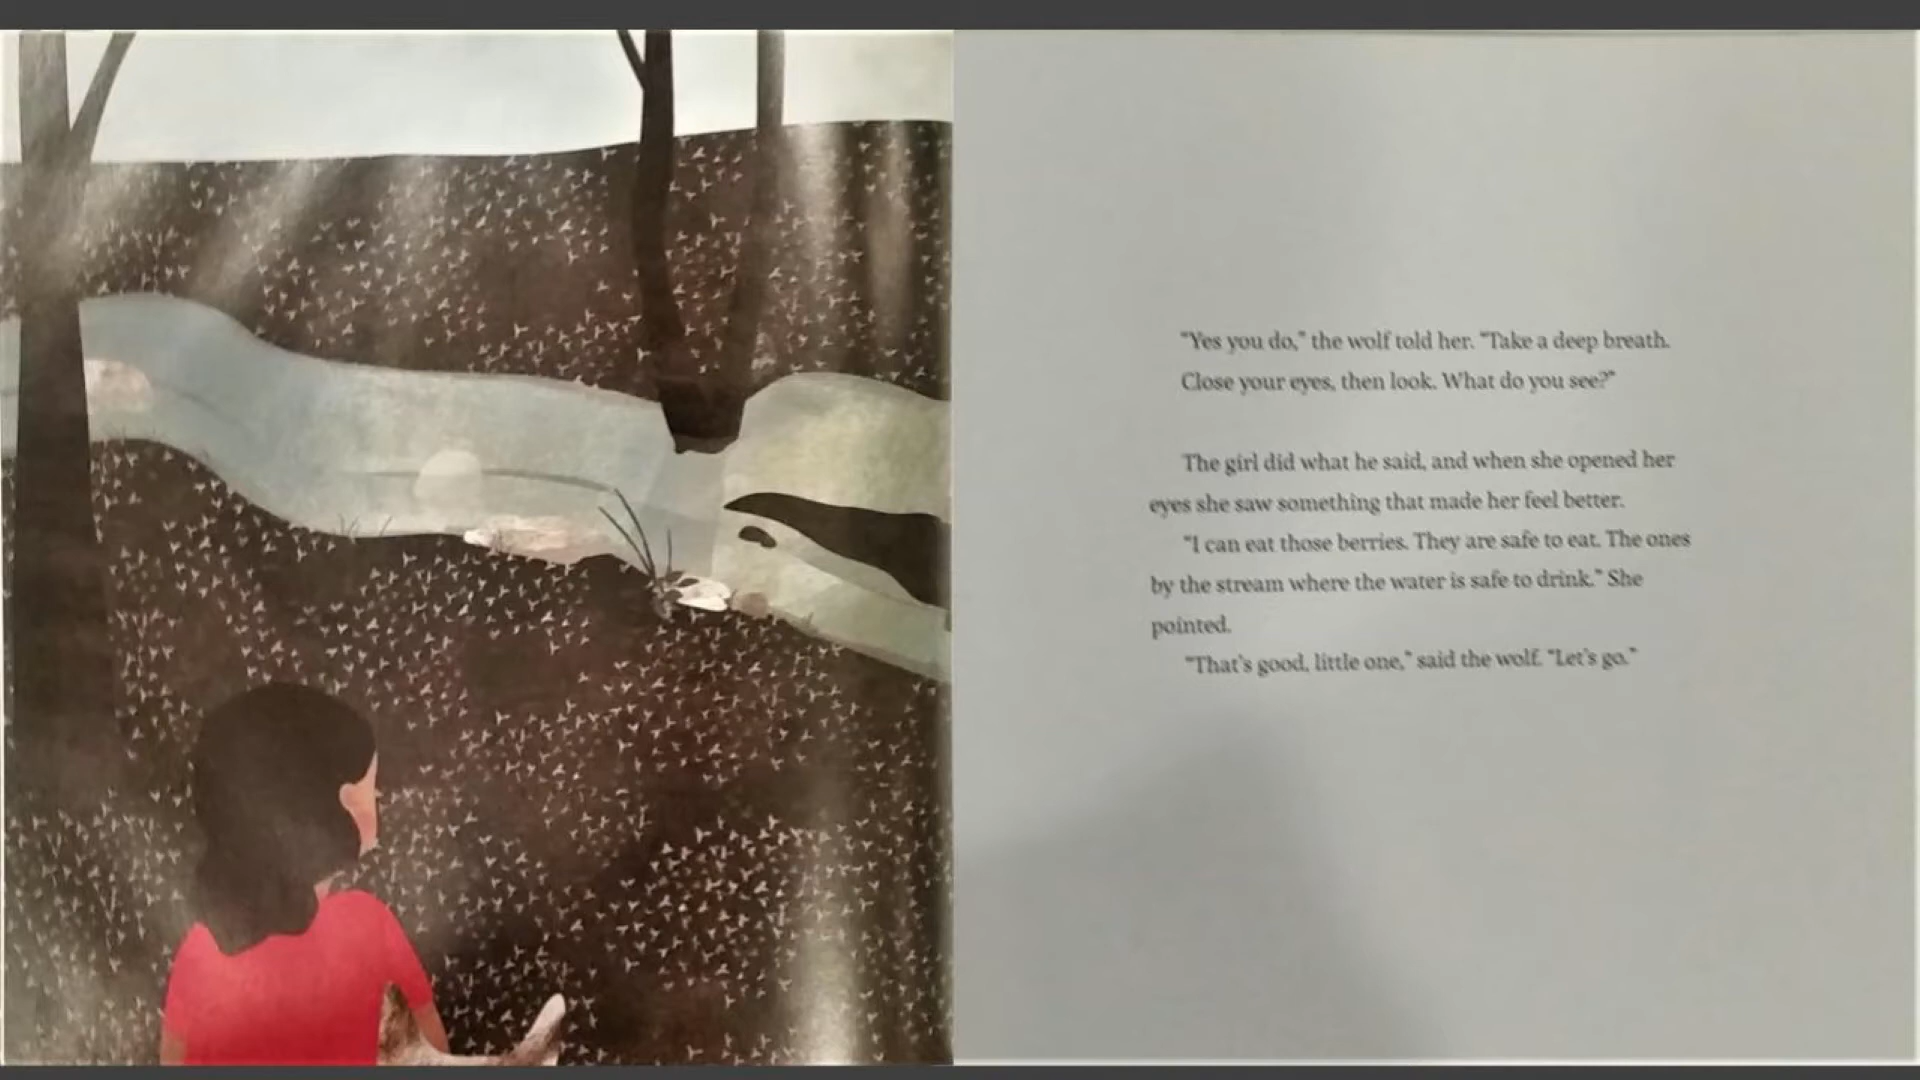 "Yes you do," the wolf told her. "Take a deep breath.
Close your eyes, then look. What do you see?"
The girl did what he said, and when she opened her
eyes she saw something that made her feel better.
"I can eat those berries. They are safe to eat. The ones
by the stream where the water is safe to drink." She
pointed.
"That's good, little one," said the wolf. "Let's go."